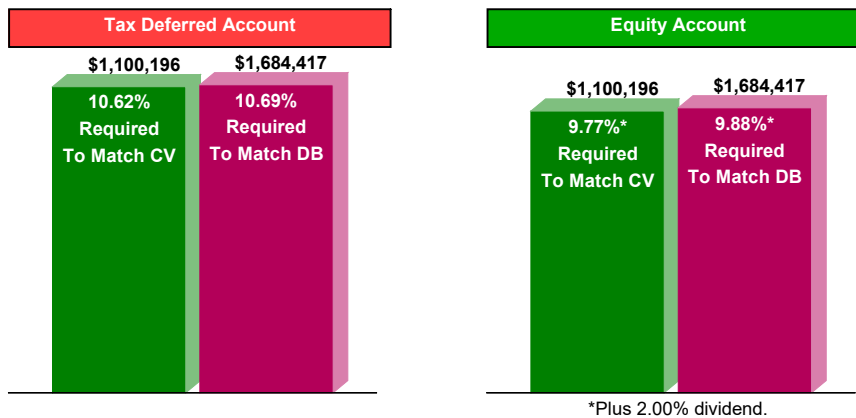 Tax Deferred Account
$1,100,196
$1,684,417
10.62%
Required
To Match CV
10.69%
Required
To Match DB
Equity Account
$1,100,196
$1,684,417
9.77%*
Required
To Match CV
9.88%*
Required
To Match DB
*Plus 2.00% dividend.